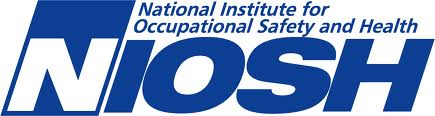 National Institute for
Occupational Safety and Health
NIOSH